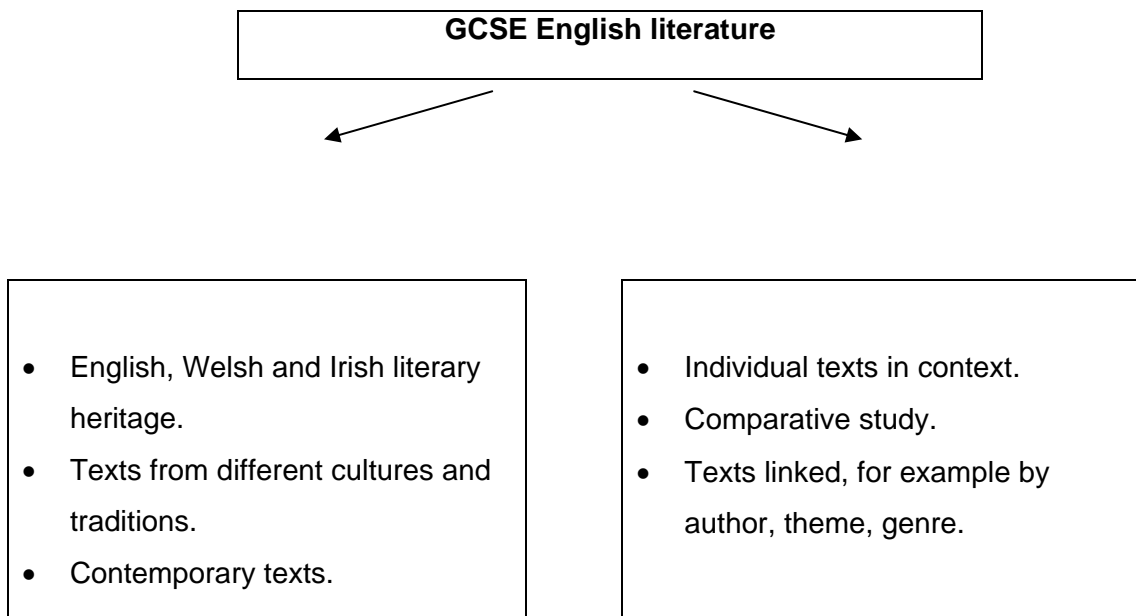 GCSE English literature
• English, Welsh and Irish literary
heritage.
• Texts from different cultures and
traditions.
• Contemporary texts.
• Individual texts in context.
• Comparative study.
• Texts linked, for example by
author, theme, genre.